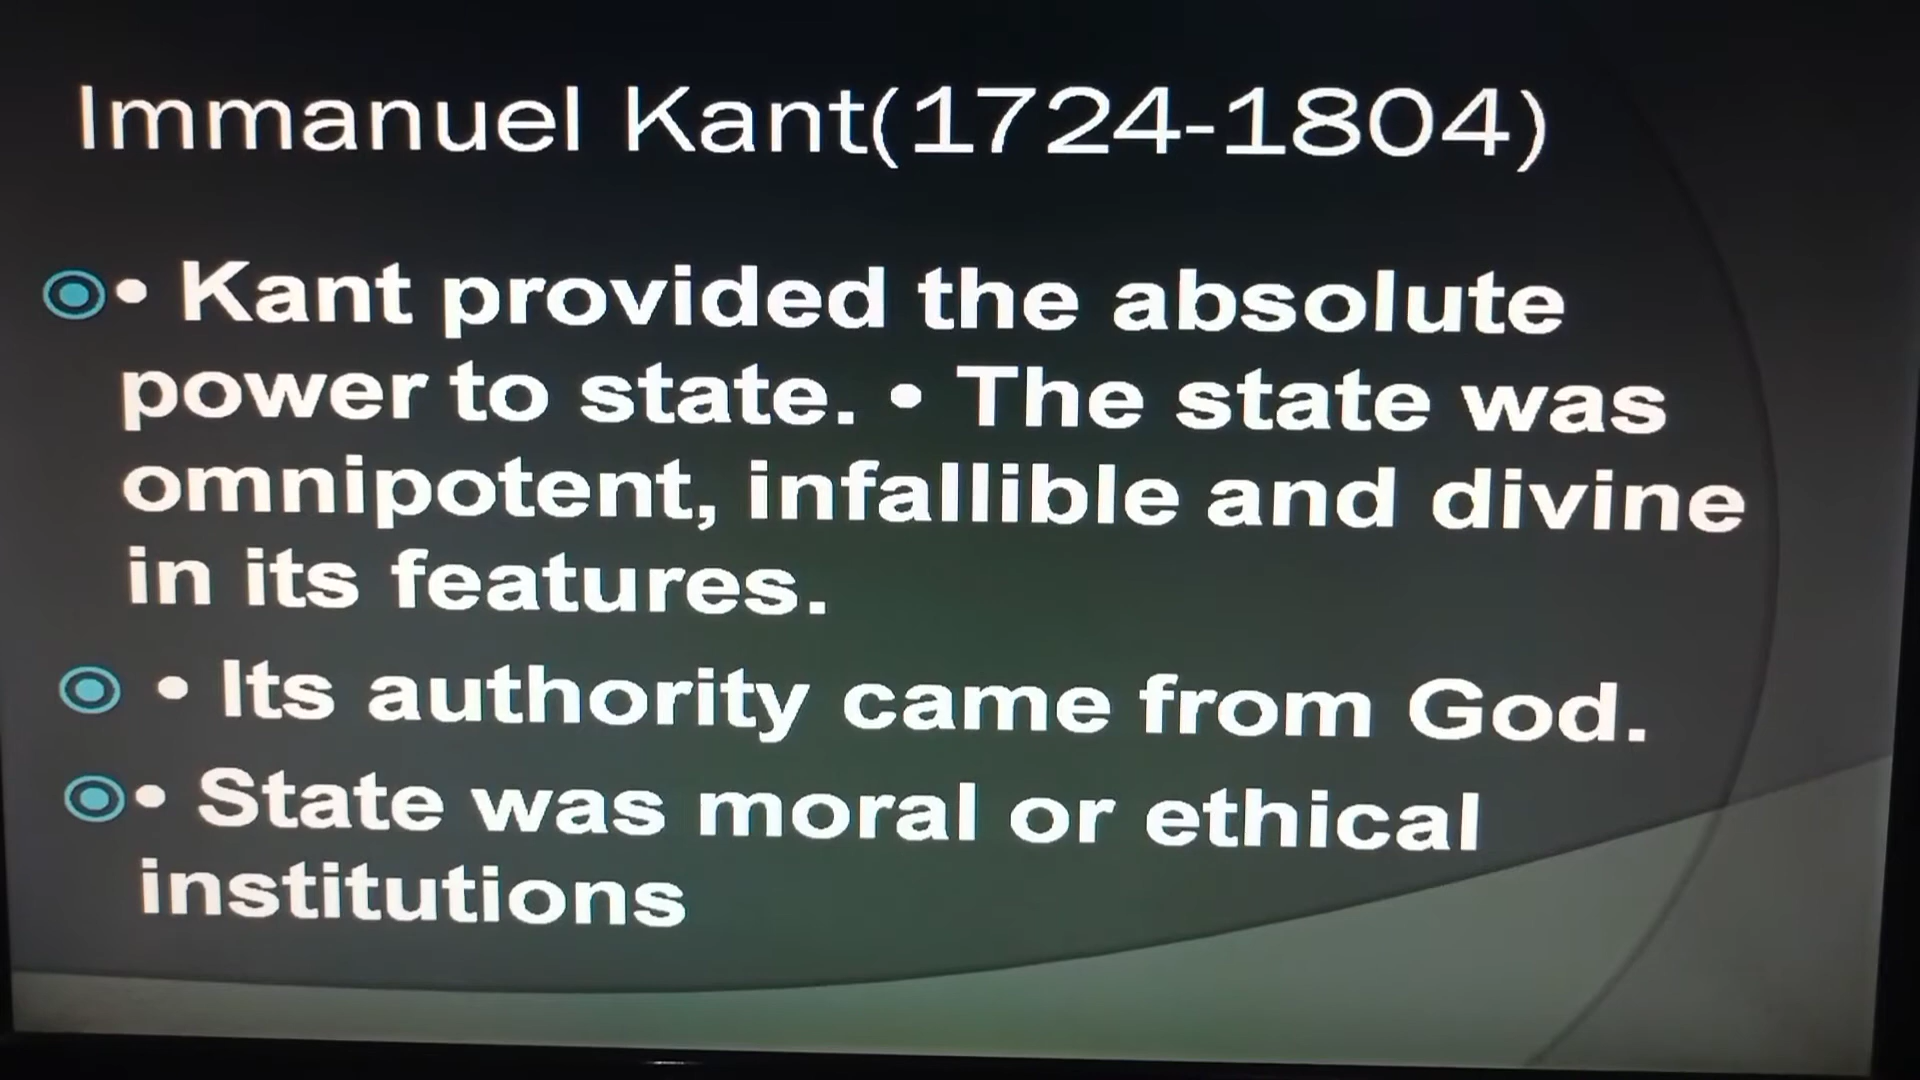 Immanuel Kant(1724-1804)
• Kant provided the absolute
power to state. • The state was
omnipotent, infallible and divine
in its features.
• Its authority came from God.
• State was moral or ethical
institutions